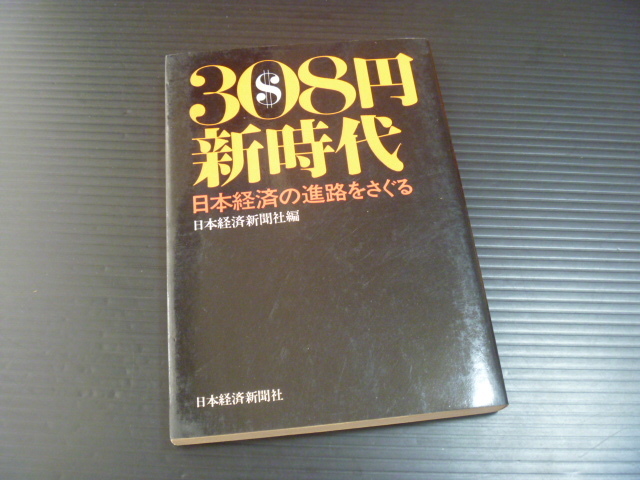 308円
$
新時代
日本経済の進路をさぐる
日本経済新聞社編
日本経済新聞社